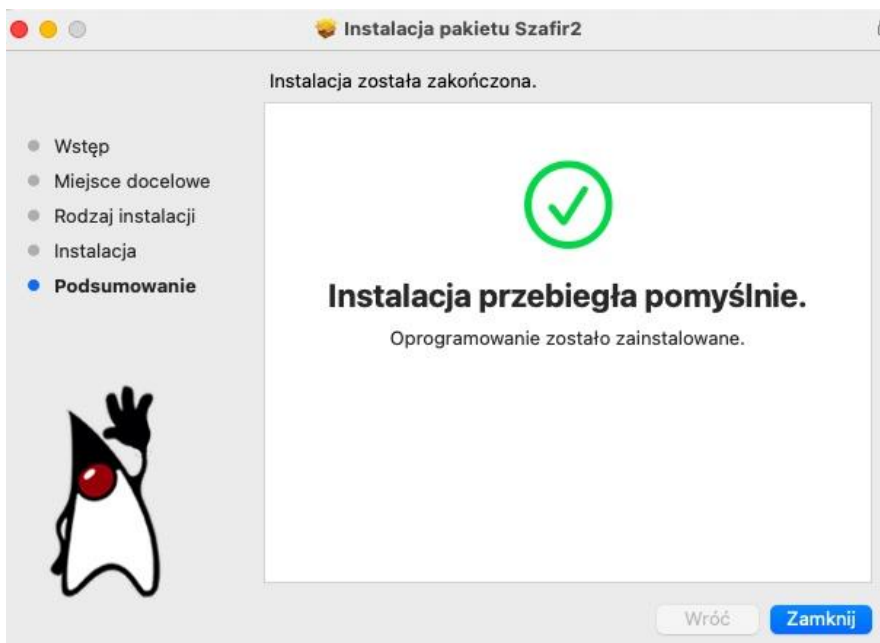 Instalacja pakietu Szafir2
Instalacja została zakończona.
Wstęp
Miejsce docelowe
Rodzaj instalacji
Instalacja
Podsumowanie
Instalacja przebiegła pomyślnie.
Oprogramowanie zostało zainstalowane.
Wróć
Zamknij